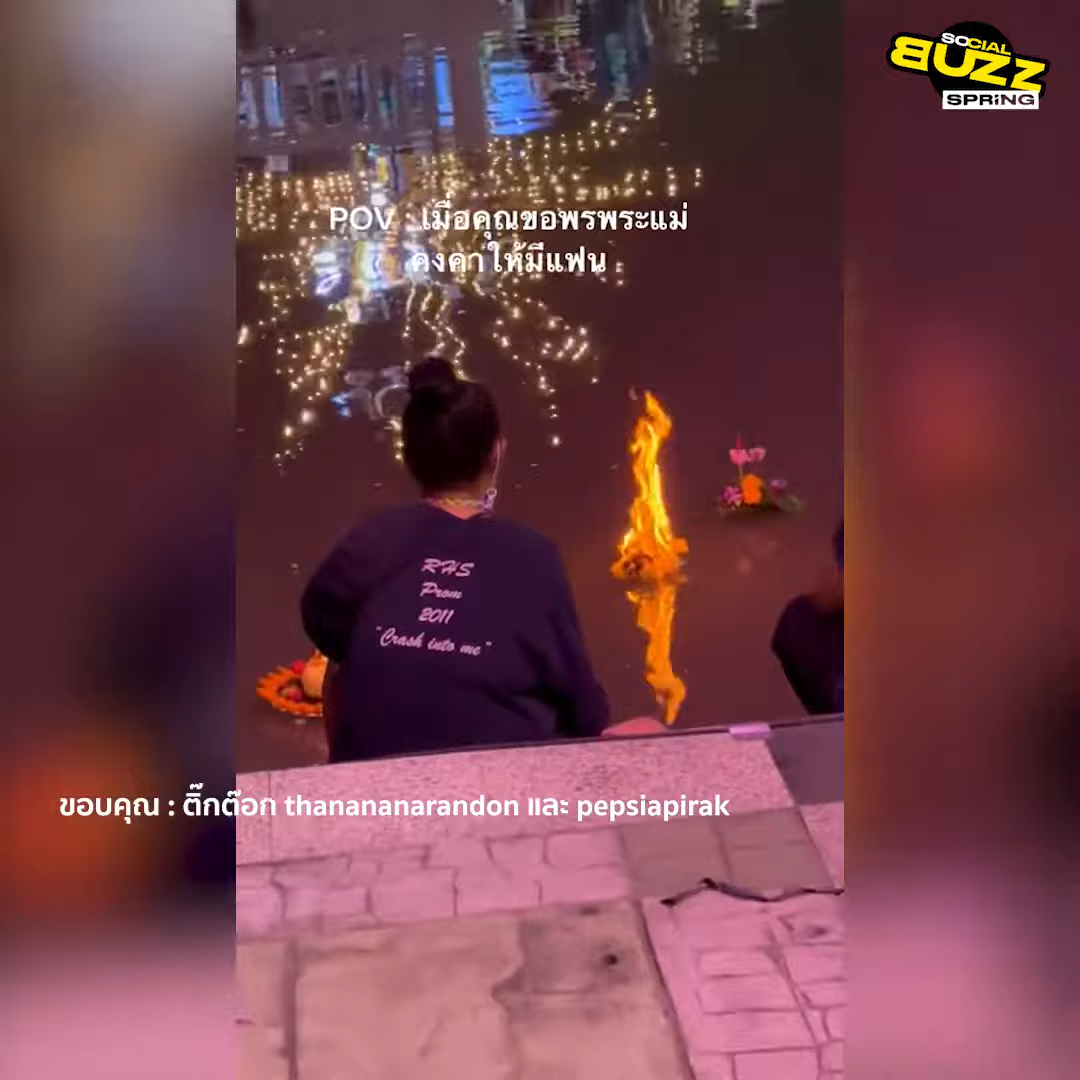 SOCIAL
BUZZ
SPRiNG
POV : เมื่อคุณขอพรพระแม่
คงคาให้มีแฟน
RHS
Prom
2011
"Crash into me"
ขอบคุณ : ติ๊กต๊อก thanananarandon และ pepsiapirak